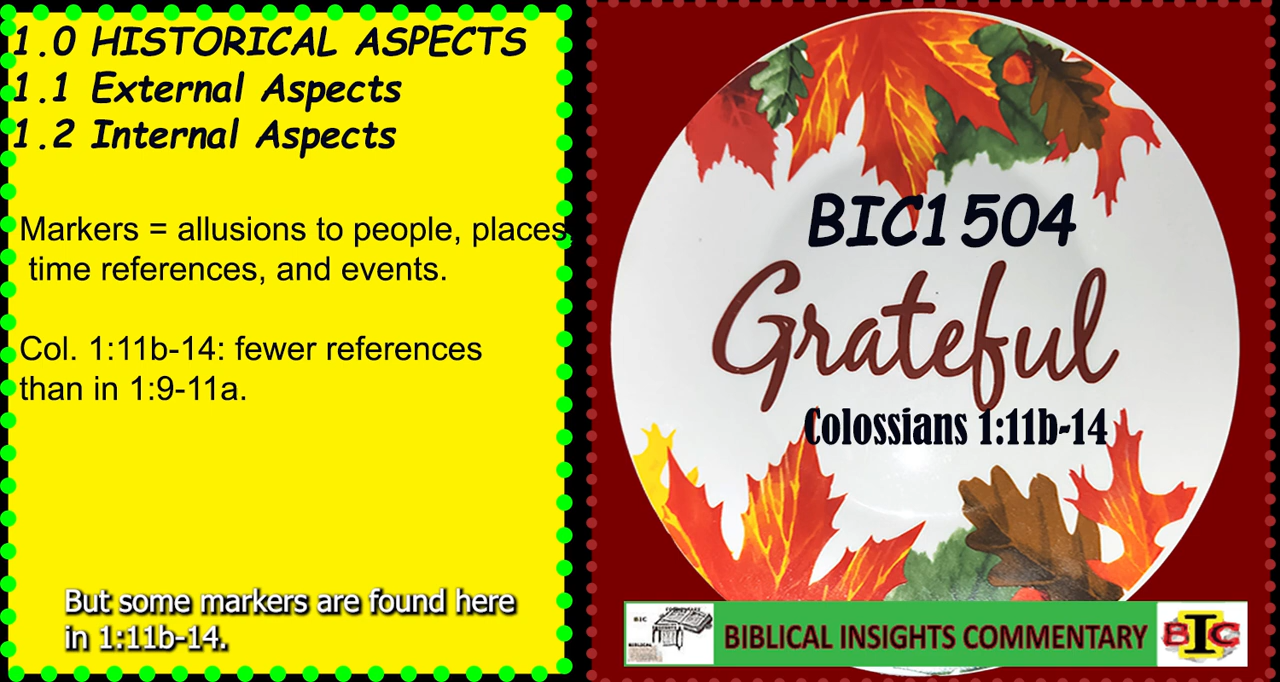 1.0 HISTORICAL ASPECTS
1.1 External Aspects
1.2 Internal Aspects
Markers = allusions to people, places,
time references, and events.
Col. 1:11b-14: fewer references
than in 1:9-11a.
But some markers are found here
in 1:11b-14.
BIC1504
Grateful
Colossians 1:11b-14
BIC
BIBLICAL INSIGHTS COMMENTARY
BIC